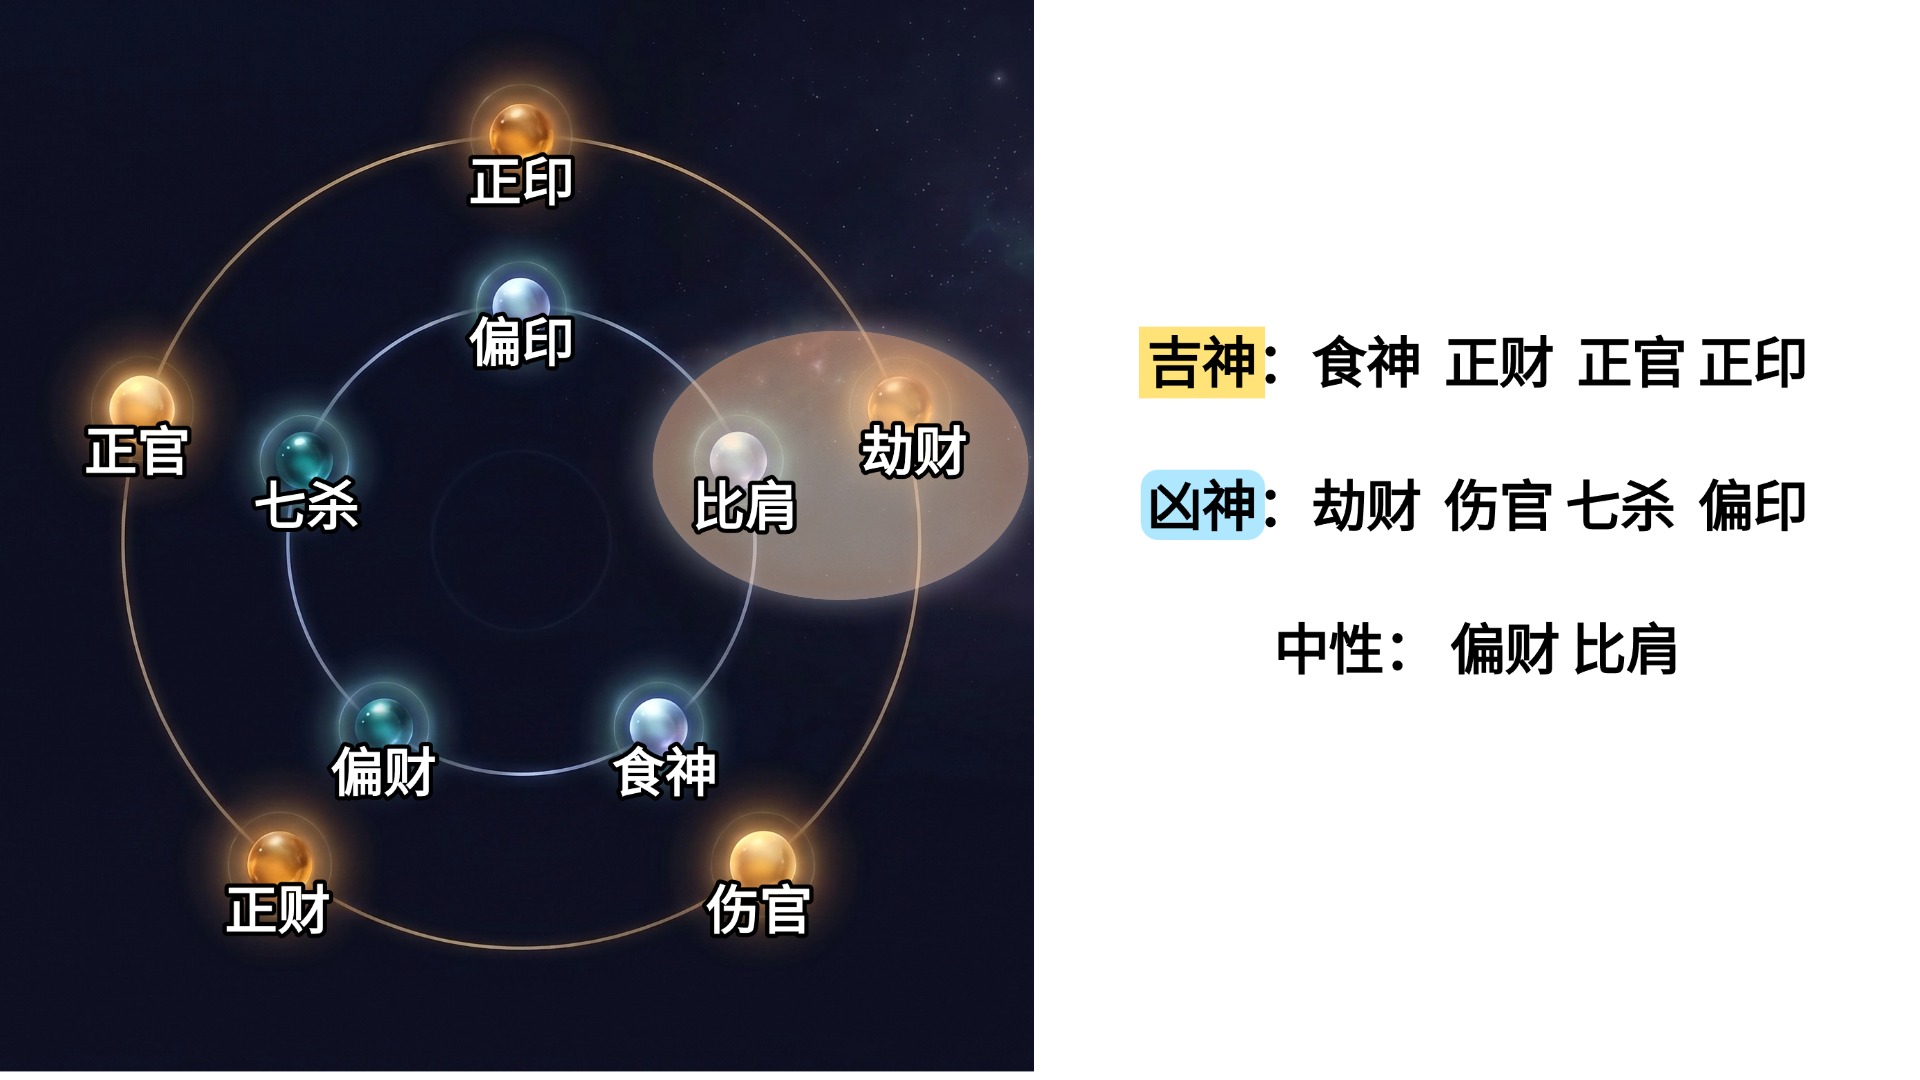 正印
偏印
正官
七杀
比肩
劫财
偏财
食神
正财
伤官
吉神：食神 正财 正官 正印
凶神：劫财 伤官 七杀 偏印
中性： 偏财 比肩